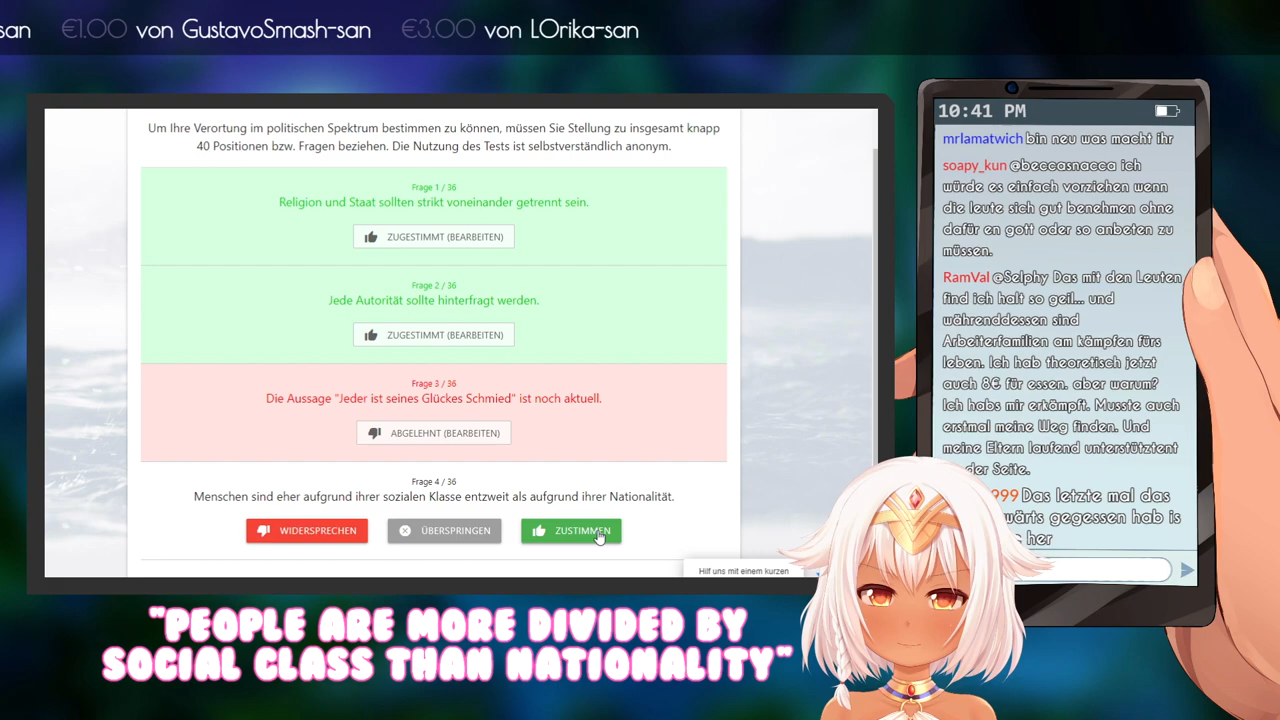 san €1.00 von GustavoSmash-san €3.00 von LOrika-san
Um Ihre Verortung im politischen Spektrum bestimmen zu können, müssen Sie Stellung zu insgesamt knapp
40 Positionen bzw. Fragen beziehen. Die Nutzung des Tests ist selbstverständlich anonym.
Frage 1 / 36
Religion und Staat sollten strikt voneinander getrennt sein.
ZUGESTIMMT (BEARBEITEN)
Frage 2 / 36
Jede Autorität sollte hinterfragt werden.
ZUGESTIMMT (BEARBEITEN)
Frage 3 / 36
Die Aussage "Jeder ist seines Glückes Schmied" ist noch aktuell.
ABGELEHNT (BEARBEITEN)
Frage 4 / 36
Menschen sind eher aufgrund ihrer sozialen Klasse entzweit als aufgrund ihrer Nationalität.
WIDERSPRECHEN ÜBERSPRINGEN ZUSTIMMEN
Hilf uns mit einem kurzen
10:41 PM
mrlamatwich bin neu was macht ihr
soapy_kun @beccasnacca ich
würde es einfach vorziehen wenn
die leute sich gut benehmen ohne
dafür en gott oder so anbeten zu
müssen.
RamVal @Selphy Das mit den Leuten
find ich halt so geil... und
währenddessen sind
Arbeiterfamilien am kämpfen fürs
leben. Ich hab theoretisch jetzt
auch 8€ für essen. aber warum?
Ich habs mir erkämpft. Musste auch
erstmal meine Weg finden. Und
meine Eltern laufend unterstütztent
der Seite.
999 Das letzte mal das
wärts gegessen hab is
her
"PEOPLE ARE MORE DIVIDED BY
SOCIAL CLASS THAN NATIONALITY"